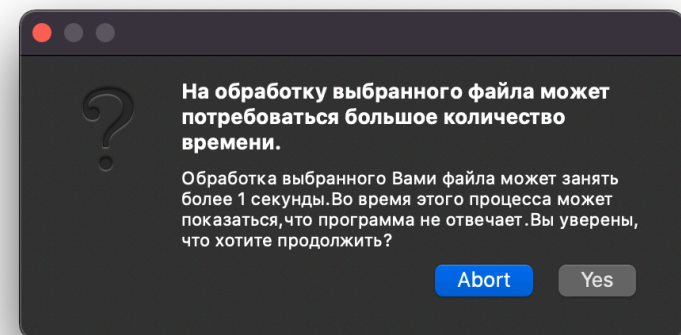 На обработку выбранного файла может
потребоваться большое количество
времени.
Обработка выбранного Вами файла может занять
более 1 секунды.Во время этого процесса может
показаться,что программа не отвечает.Вы уверены,
что хотите продолжить?
Abort Yes